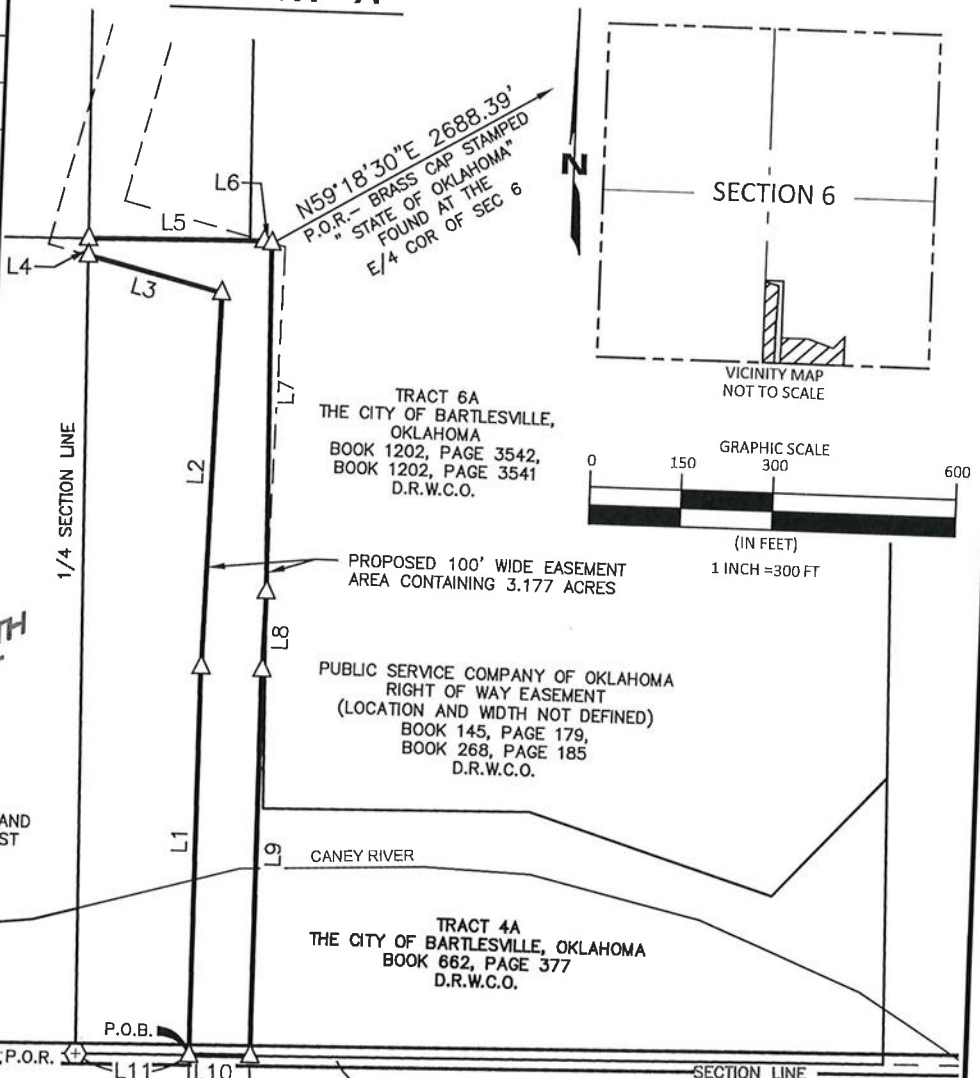 N59°18'30"E 2688.39'
P.O.R.— BRASS CAP STAMPED
" STATE OF OKLAHOMA"
FOUND AT THE
E/4 COR OF SEC 6
N
SECTION 6
VICINITY MAP
NOT TO SCALE
L6
L5
L4
L3
L7
TRACT 6A
THE CITY OF BARTLESVILLE,
OKLAHOMA
BOOK 1202, PAGE 3542,
BOOK 1202, PAGE 3541
D.R.W.C.O.
GRAPHIC SCALE
0 150 300 600
(IN FEET)
1 INCH =300 FT
1/4 SECTION LINE
L2
PROPOSED 100' WIDE EASEMENT
AREA CONTAINING 3.177 ACRES
L8
PUBLIC SERVICE COMPANY OF OKLAHOMA
RIGHT OF WAY EASEMENT
(LOCATION AND WIDTH NOT DEFINED)
BOOK 145, PAGE 179,
BOOK 268, PAGE 185
D.R.W.C.O.
AND
ST
L1
L9
CANEY RIVER
TRACT 4A
THE CITY OF BARTLESVILLE, OKLAHOMA
BOOK 662, PAGE 377
D.R.W.C.O.
P.O.B.
P.O.R.
L11
L10
SECTION LINE